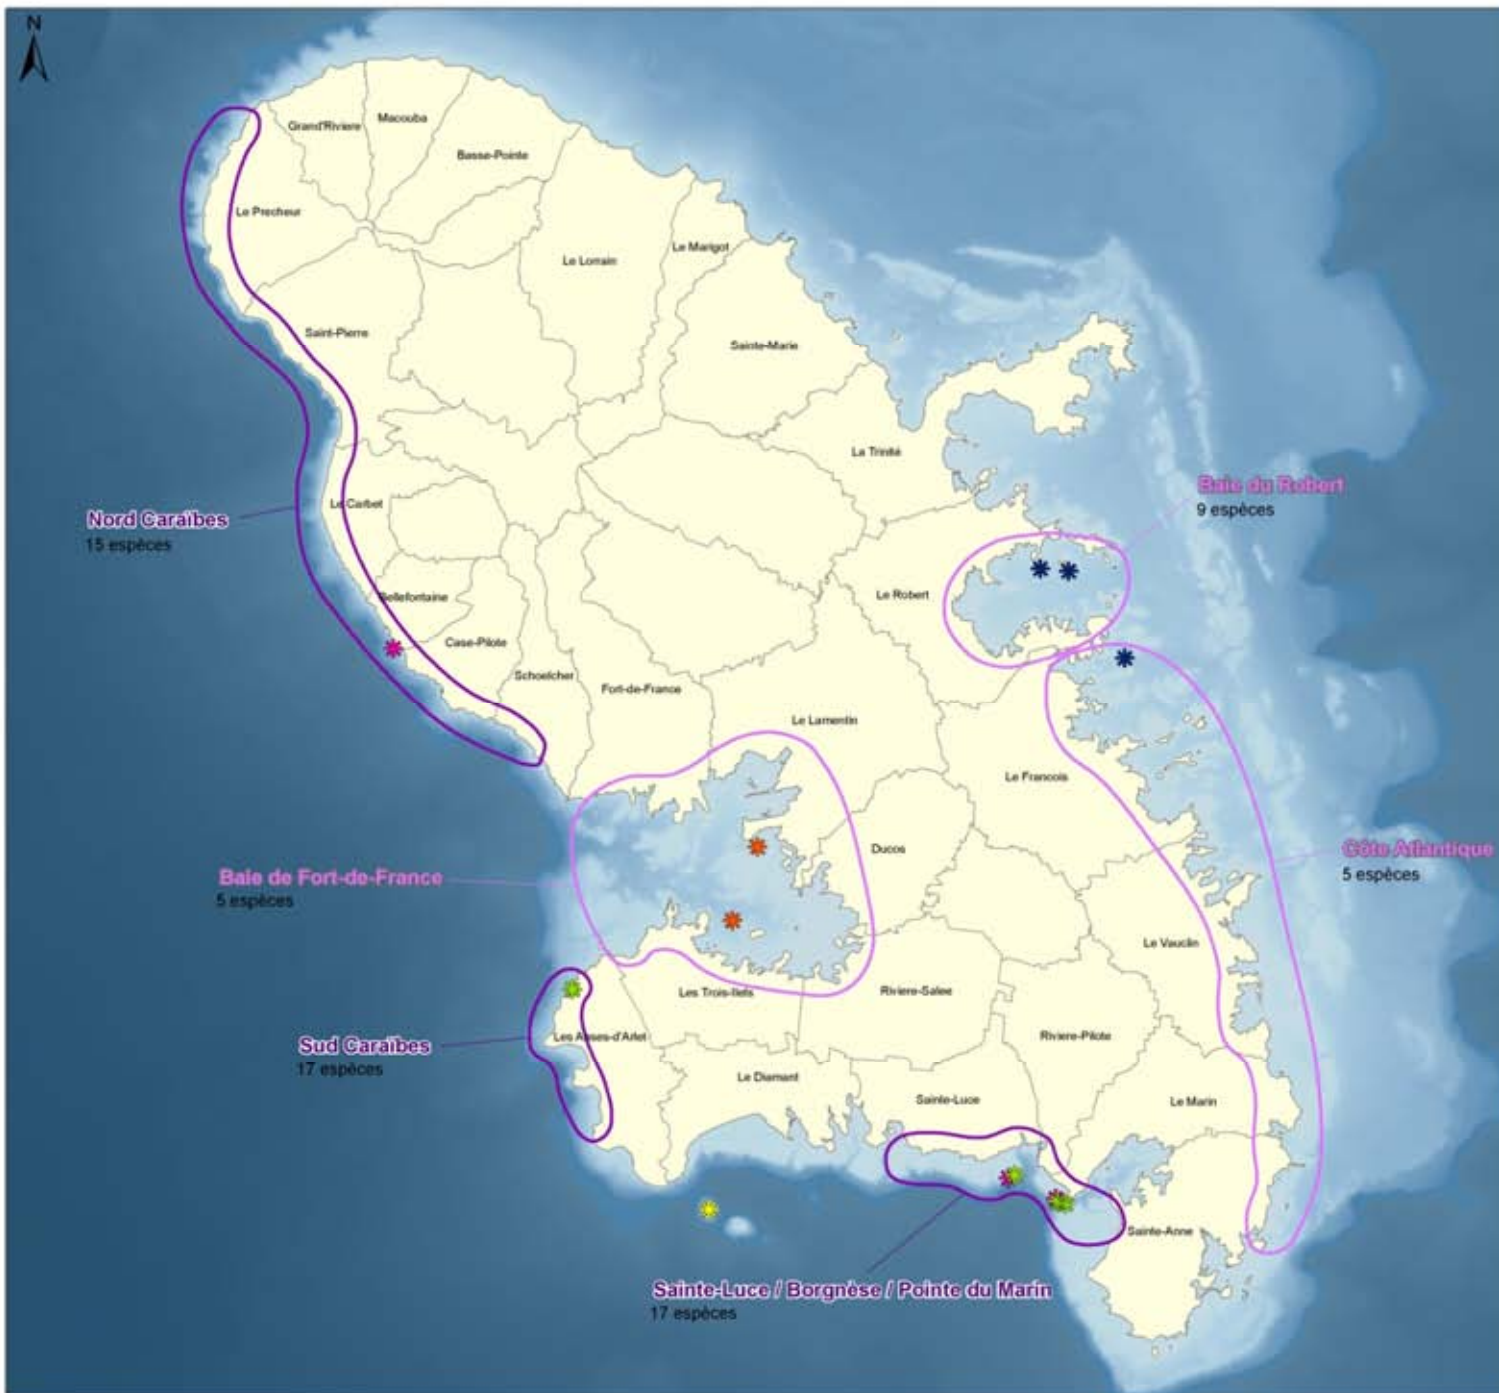 N
Grand'Riviere
Macouba
Basse-Pointe
Le Precheur
Le Marigot
Le Lorrain
Saint-Pierre
Sainte-Marie
La Trinité
Baie du Robert
9 espèces
Le Carbet
Nord Caraïbes
15 espèces
Le Robert
Bellefontaine
Case-Pilote
Schoelcher
Fort-de-France
Le Lamentin
Le Francois
Ducos
Côte Atlantique
5 espèces
Baie de Fort-de-France
5 espèces
Le Vauclin
Les Trois-Ilets
Riviere-Salee
Les Anses-d'Arlet
Riviere-Pilote
Sud Caraïbes
17 espèces
Le Diamant
Sainte-Luce
Le Marin
Sainte-Anne
Sainte-Luce / Borgnèse / Pointe du Marin
17 espèces